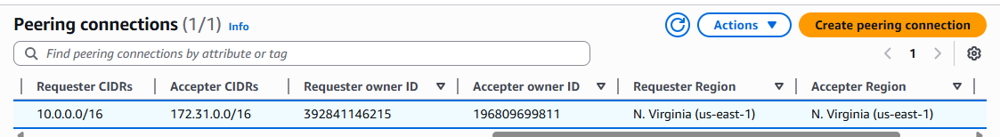 Peering connections (1/1) Info
Actions
Create peering connection
Find peering connections by attribute or tag
1
Requester CIDRs Accepter CIDRs Requester owner ID Accepter owner ID Requester Region Accepter Region
10.0.0.0/16 172.31.0.0/16 392841146215 196809699811 N. Virginia (us-east-1) N. Virginia (us-east-1)